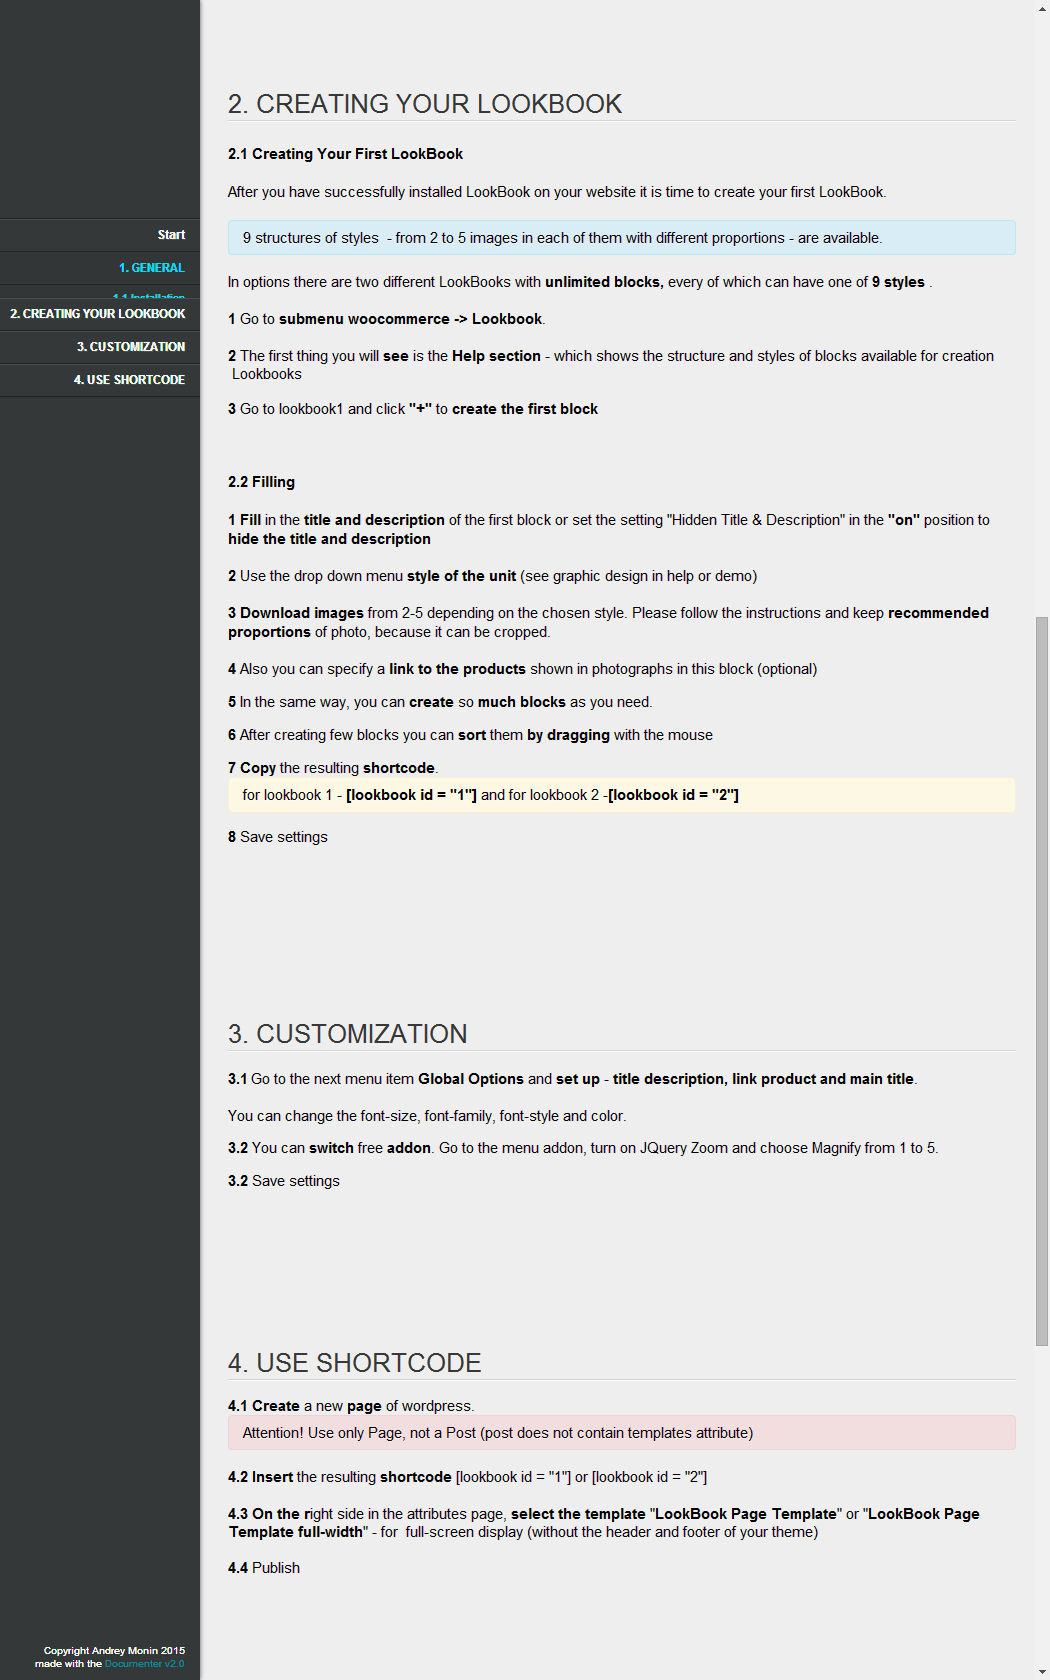 Start
1. GENERAL
1.1 Installation
2. CREATING YOUR LOOKBOOK
3. CUSTOMIZATION
4. USE SHORTCODE
Copyright Andrey Monin 2015
made with the Documenter v2.0
2. CREATING YOUR LOOKBOOK
2.1 Creating Your First LookBook
After you have successfully installed LookBook on your website it is time to create your first LookBook.
9 structures of styles - from 2 to 5 images in each of them with different proportions - are available.
In options there are two different LookBooks with unlimited blocks, every of which can have one of 9 styles .
1 Go to submenu woocommerce -> Lookbook.
2 The first thing you will see is the Help section - which shows the structure and styles of blocks available for creation
Lookbooks
3 Go to lookbook1 and click "+" to create the first block
2.2 Filling
1 Fill in the title and description of the first block or set the setting "Hidden Title & Description" in the "on" position to
hide the title and description
2 Use the drop down menu style of the unit (see graphic design in help or demo)
3 Download images from 2-5 depending on the chosen style. Please follow the instructions and keep recommended
proportions of photo, because it can be cropped.
4 Also you can specify a link to the products shown in photographs in this block (optional)
5 In the same way, you can create so much blocks as you need.
6 After creating few blocks you can sort them by dragging with the mouse
7 Copy the resulting shortcode.
for lookbook 1 - [lookbook id = "1"] and for lookbook 2 -[lookbook id = "2"]
8 Save settings
3. CUSTOMIZATION
3.1 Go to the next menu item Global Options and set up - title description, link product and main title.
You can change the font-size, font-family, font-style and color.
3.2 You can switch free addon. Go to the menu addon, turn on JQuery Zoom and choose Magnify from 1 to 5.
3.2 Save settings
4. USE SHORTCODE
4.1 Create a new page of wordpress.
Attention! Use only Page, not a Post (post does not contain templates attribute)
4.2 Insert the resulting shortcode [lookbook id = "1"] or [lookbook id = "2"]
4.3 On the right side in the attributes page, select the template "LookBook Page Template" or "LookBook Page
Template full-width" - for full-screen display (without the header and footer of your theme)
4.4 Publish